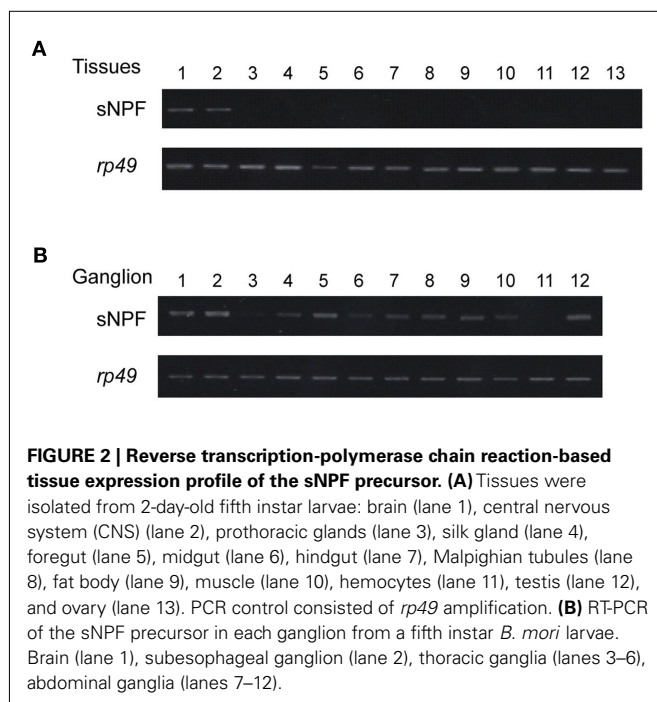 A
Tissues 1 2 3 4 5 6 7 8 9 10 11 12 13
sNPF
rp49
B
Ganglion 1 2 3 4 5 6 7 8 9 10 11 12
sNPF
rp49
FIGURE 2 | Reverse transcription-polymerase chain reaction-based
tissue expression profile of the sNPF precursor. (A) Tissues were
isolated from 2-day-old fifth instar larvae: brain (lane 1), central nervous
system (CNS) (lane 2), prothoracic glands (lane 3), silk gland (lane 4),
foregut (lane 5), midgut (lane 6), hindgut (lane 7), Malpighian tubules (lane
8), fat body (lane 9), muscle (lane 10), hemocytes (lane 11), testis (lane 12),
and ovary (lane 13). PCR control consisted of rp49 amplification. (B) RT-PCR
of the sNPF precursor in each ganglion from a fifth instar B. mori larvae.
Brain (lane 1), subesophageal ganglion (lane 2), thoracic ganglia (lanes 3–6),
abdominal ganglia (lanes 7–12).